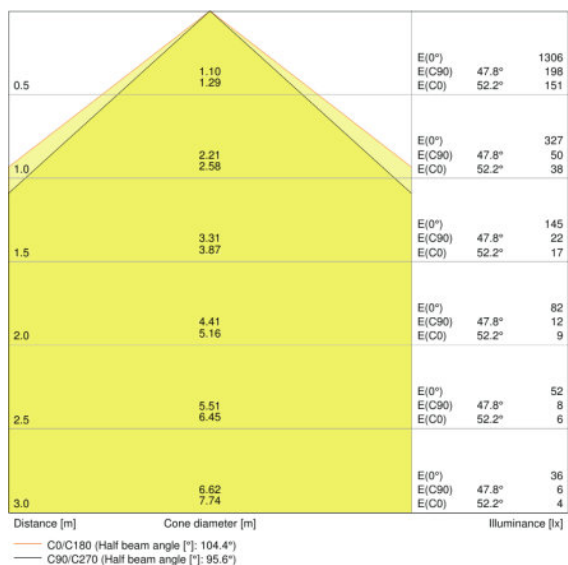 E(0°) 1306
1.10 E(C90) 47.8° 198
0.5 1.29 E(C0) 52.2° 151
E(0°) 327
2.21 E(C90) 47.8° 50
1.0 2.58 E(C0) 52.2° 38
E(0°) 145
3.31 E(C90) 47.8° 22
1.5 3.87 E(C0) 52.2° 17
E(0°) 82
4.41 E(C90) 47.8° 12
2.0 5.16 E(C0) 52.2° 9
E(0°) 52
5.51 E(C90) 47.8° 8
2.5 6.45 E(C0) 52.2° 6
E(0°) 36
6.62 E(C90) 47.8° 6
3.0 7.74 E(C0) 52.2° 4
Distance [m] Cone diameter [m] Illuminance [lx]
C0/C180 (Half beam angle [°]: 104.4°)
C90/C270 (Half beam angle [°]: 95.6°)